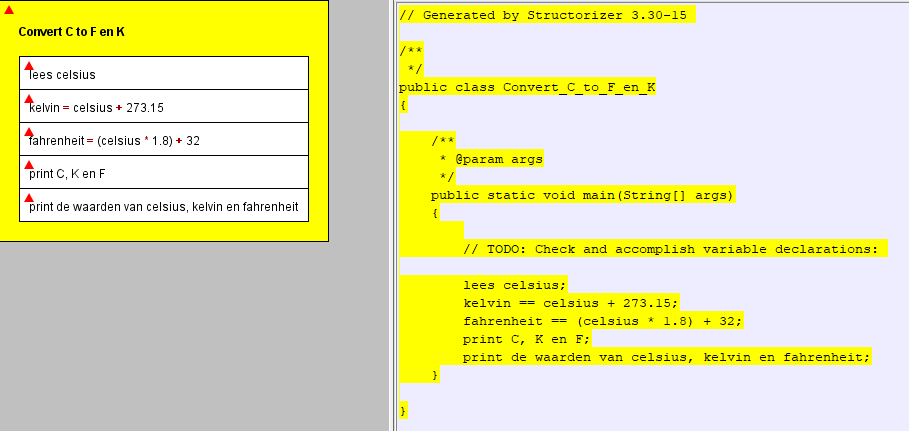 Convert C to F en K
lees celsius
kelvin = celsius + 273.15
fahrenheit = (celsius * 1.8) + 32
print C, K en F
print de waarden van celsius, kelvin en fahrenheit
// Generated by Structorizer 3.30-15
/**
*/
public class Convert_C_to_F_en_K
{
/**
* @param args
*/
public static void main(String[] args)
{
// TODO: Check and accomplish variable declarations:
lees celsius;
kelvin == celsius + 273.15;
fahrenheit == (celsius * 1.8) + 32;
print C, K en F;
print de waarden van celsius, kelvin en fahrenheit;
}
}